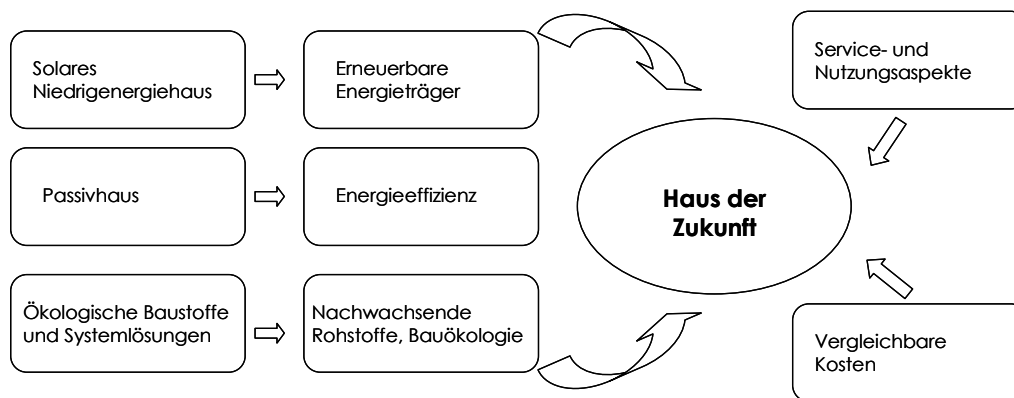 Solares
Niedrigenergiehaus
Erneuerbare
Energieträger
Service- und
Nutzungsaspekte
Passivhaus
Energieeffizienz
Haus der
Zukunft
Ökologische Baustoffe
und Systemlösungen
Nachwachsende
Rohstoffe, Bauökologie
Vergleichbare
Kosten